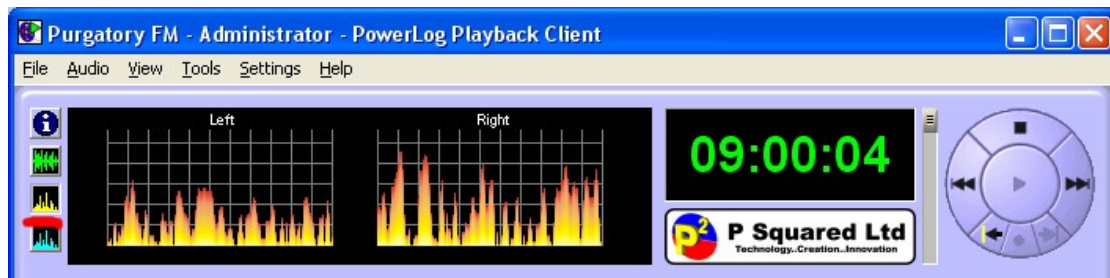 Purgatory FM - Administrator - PowerLog Playback Client
File Audio View Tools Settings Help
Left Right
09:00:04
P² P Squared Ltd
Technology..Creation..Innovation